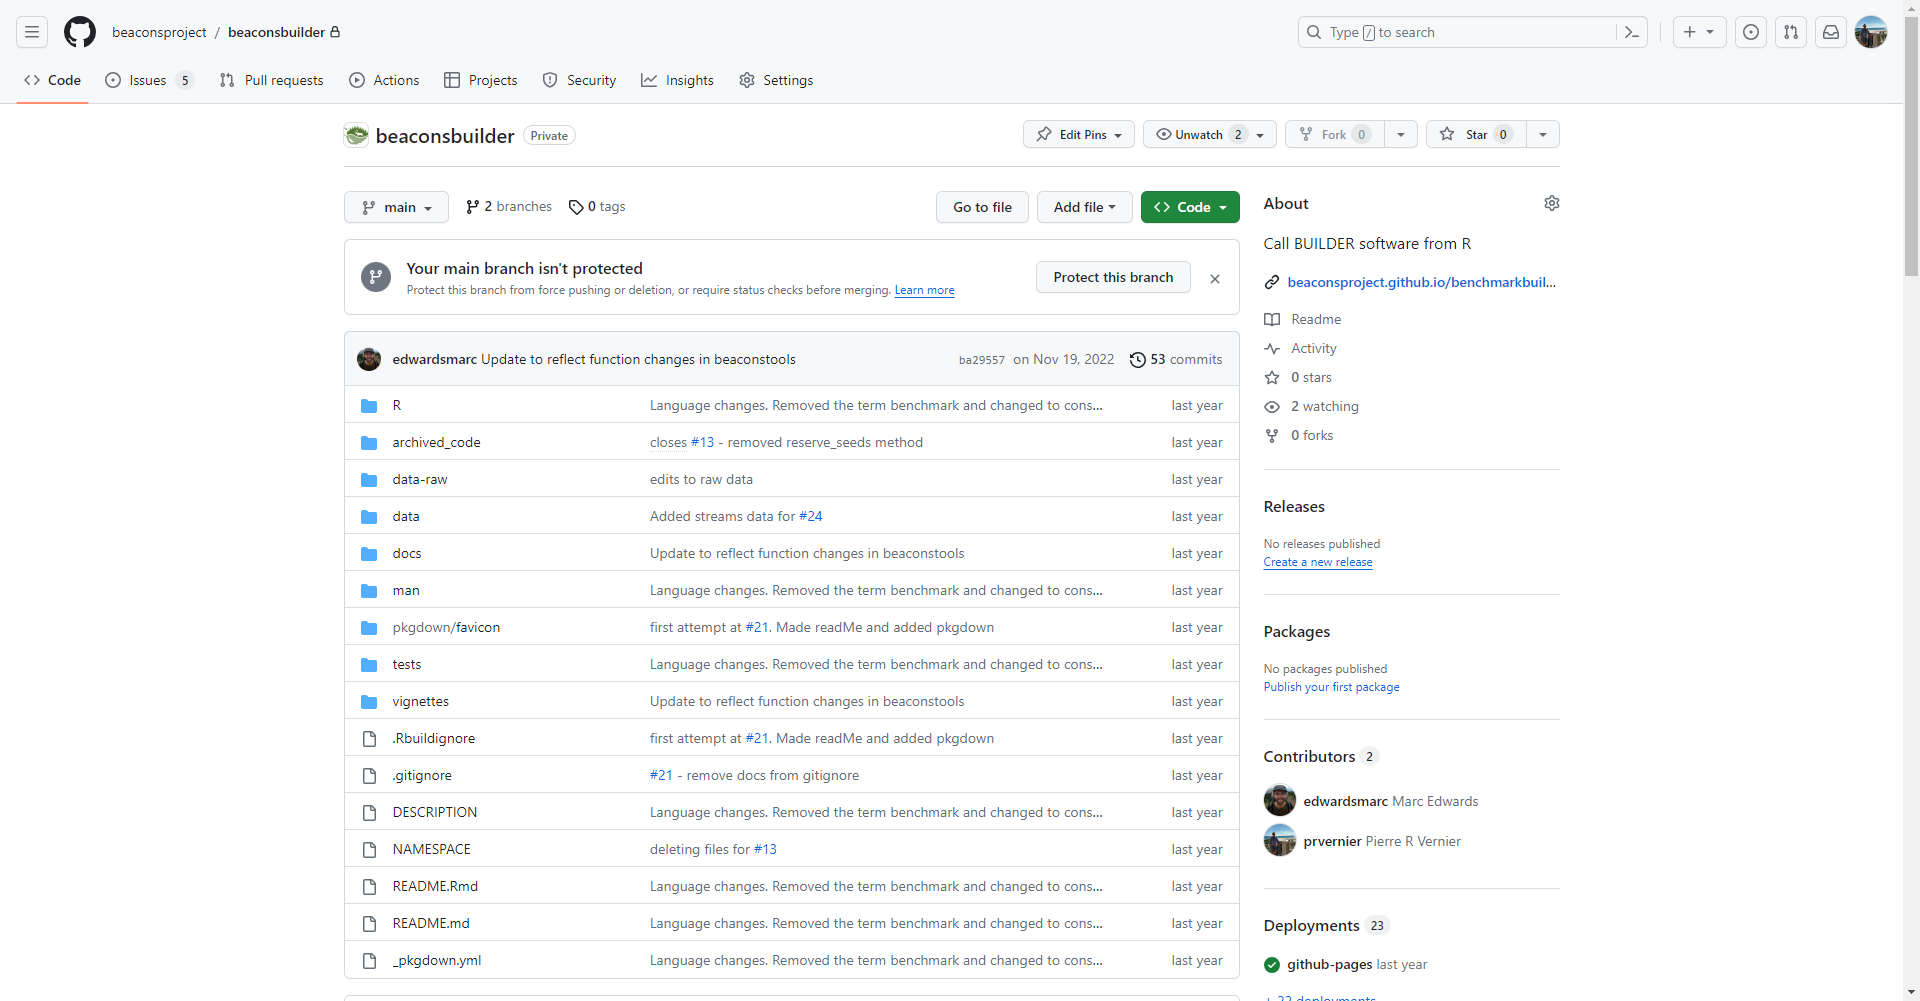 beaconsproject / beaconsbuilder
Type / to search
Code
Issues 5
Pull requests
Actions
Projects
Security
Insights
Settings
beaconsbuilder Private
Edit Pins
Unwatch 2
Fork 0
Star 0
main
2 branches
0 tags
Go to file
Add file
Code
Your main branch isn't protected
Protect this branch from force pushing or deletion, or require status checks before merging. Learn more
Protect this branch
edwardsmarc Update to reflect function changes in beaconstools ba29557 on Nov 19, 2022 53 commits
R Language changes. Removed the term benchmark and changed to cons... last year
archived_code closes #13 - removed reserve_seeds method last year
data-raw edits to raw data last year
data Added streams data for #24 last year
docs Update to reflect function changes in beaconstools last year
man Language changes. Removed the term benchmark and changed to cons... last year
pkgdown/favicon first attempt at #21. Made readMe and added pkgdown last year
tests Language changes. Removed the term benchmark and changed to cons... last year
vignettes Update to reflect function changes in beaconstools last year
.Rbuildignore first attempt at #21. Made readMe and added pkgdown last year
.gitignore #21 - remove docs from gitignore last year
DESCRIPTION Language changes. Removed the term benchmark and changed to cons... last year
NAMESPACE deleting files for #13 last year
README.Rmd Language changes. Removed the term benchmark and changed to cons... last year
README.md Language changes. Removed the term benchmark and changed to cons... last year
_pkgdown.yml Language changes. Removed the term benchmark and changed to cons... last year
About
Call BUILDER software from R
beaconsproject.github.io/benchmarkbuil...
Readme
Activity
0 stars
2 watching
0 forks
Releases
No releases published
Create a new release
Packages
No packages published
Publish your first package
Contributors 2
edwardsmarc Marc Edwards
prvernier Pierre R Vernier
Deployments 23
github-pages last year
+ 22 deployments